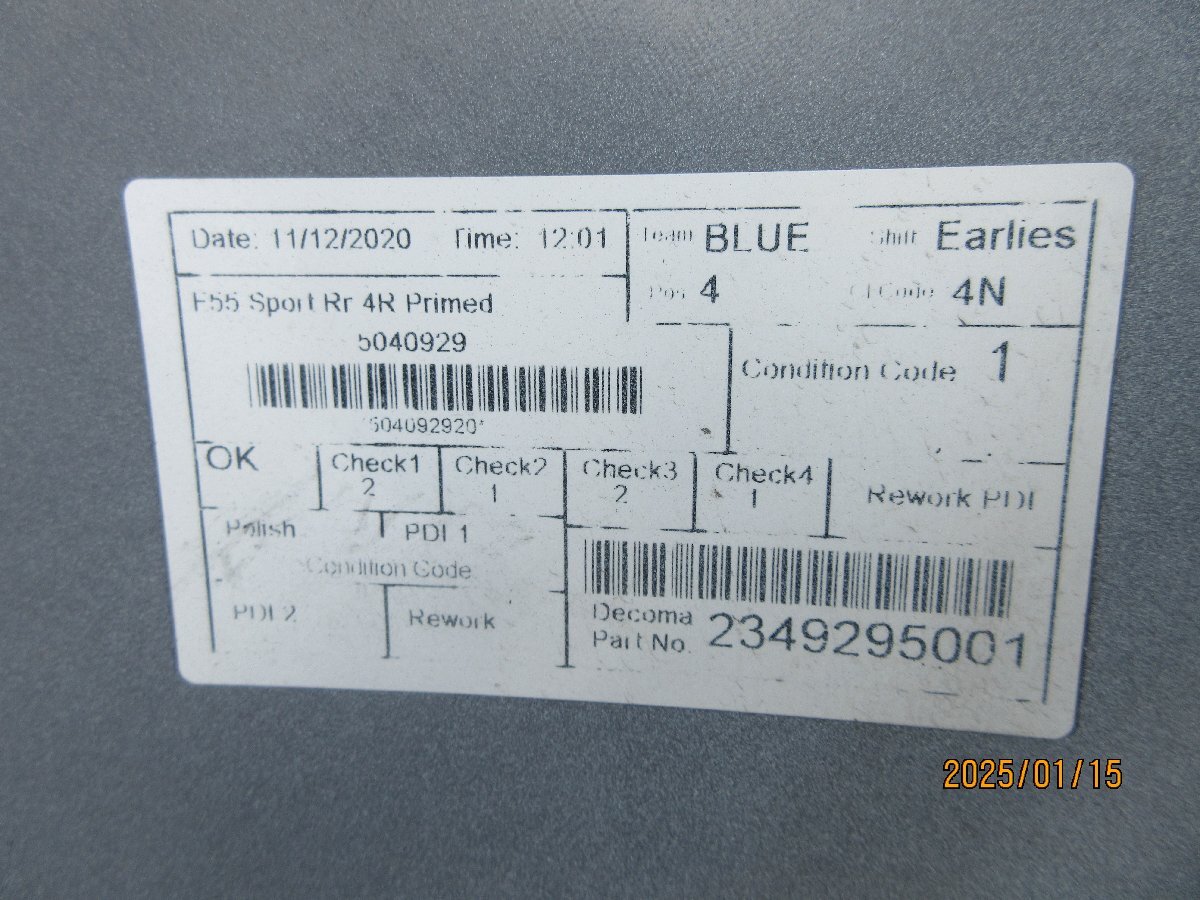 Date: 11/12/2020 Time: 12:01
Team BLUE Shift Earlies
Pos 4 CI Code 4N
F55 Sport Rr 4R Primed
5040929
*504092920*
Condition Code 1
OK Check1 2 Check2 1 Check3 2 Check4 1 Rework PDI
Polish PDI 1
Condition Code
PDI 2 Rework
Decoma
Part No. 2349295001
2025/01/15